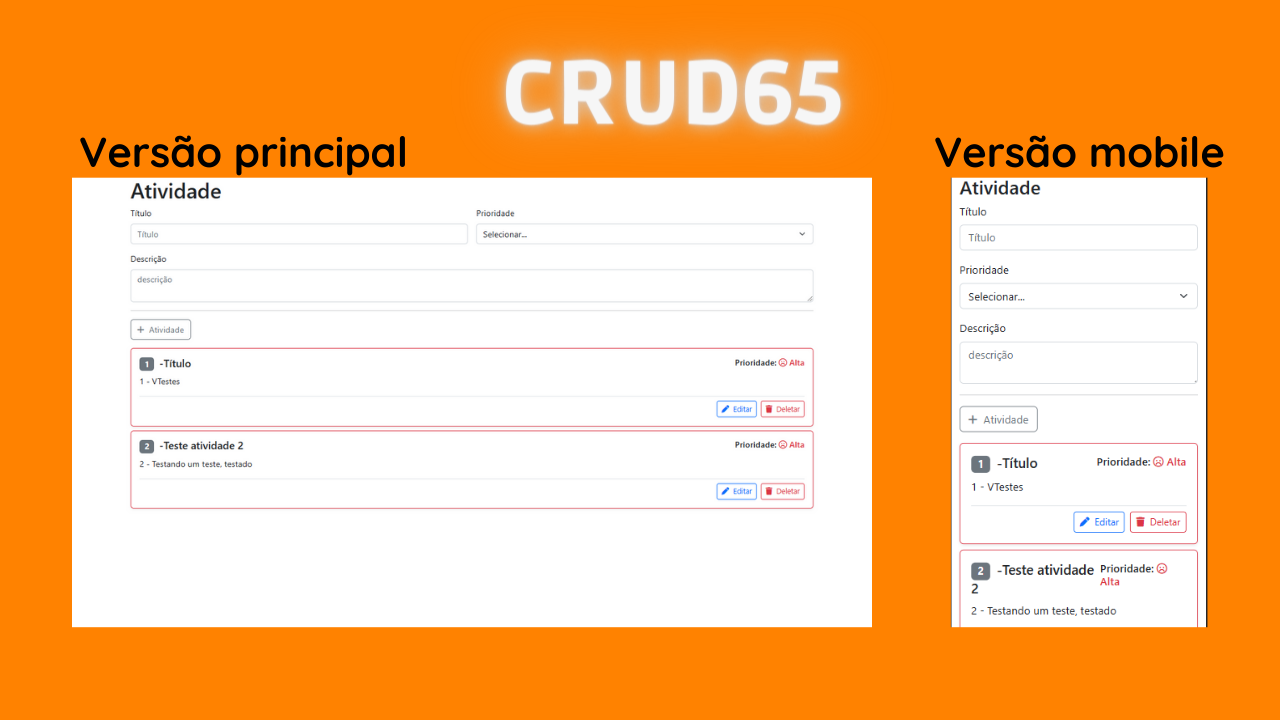 CRUD65
Versão principal
Atividade
Título
Prioridade
Título
Selecionar...
Descrição
descrição
+ Atividade
1 -Título
Prioridade: Alta
1 - VTestes
Editar
Deletar
2 -Teste atividade 2
Prioridade: Alta
2 - Testando um teste, testado
Editar
Deletar
Versão mobile
Atividade
Título
Título
Prioridade
Selecionar...
Descrição
descrição
+ Atividade
1 -Título
Prioridade: Alta
1 - VTestes
Editar
Deletar
2 -Teste atividade
2
Prioridade:
Alta
2 - Testando um teste, testado